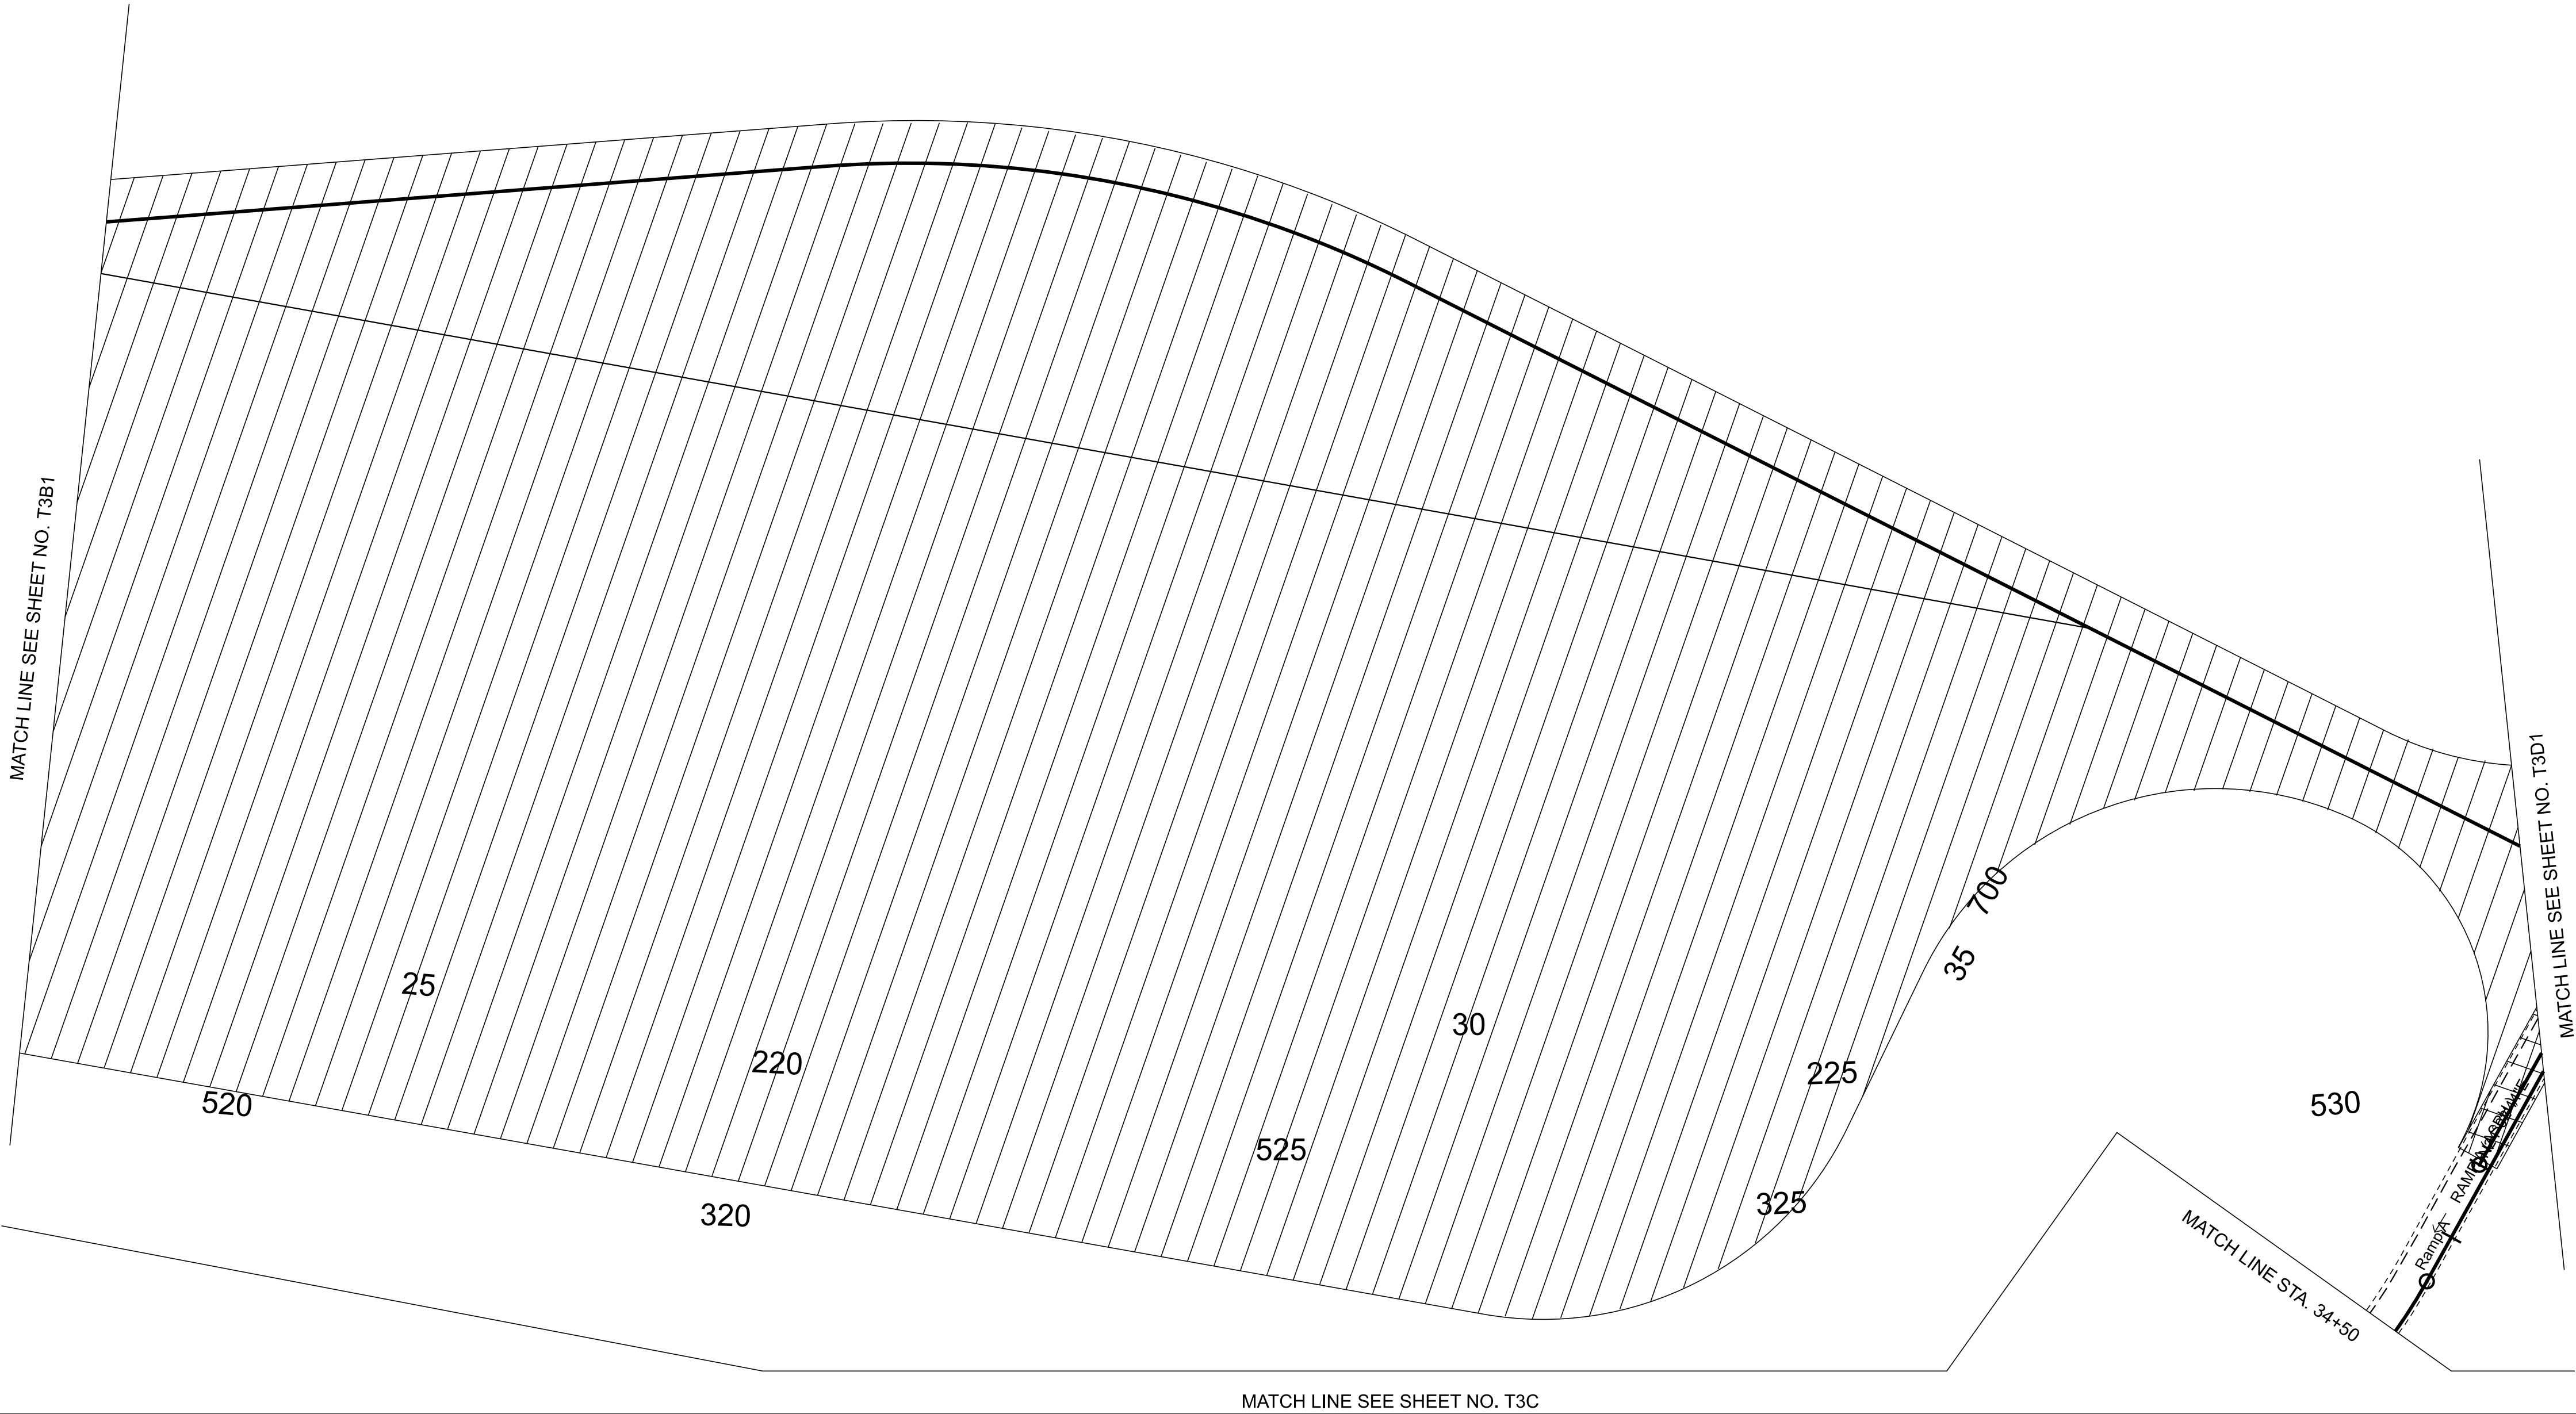 MATCH LINE SEE SHEET NO. T3B1
MATCH LINE SEE SHEET NO. T3D1
700
35
25
30
220
225
520
530
525
325
320
RAMP
Ramp A
MATCH LINE STA. 34+50
MATCH LINE SEE SHEET NO. T3C